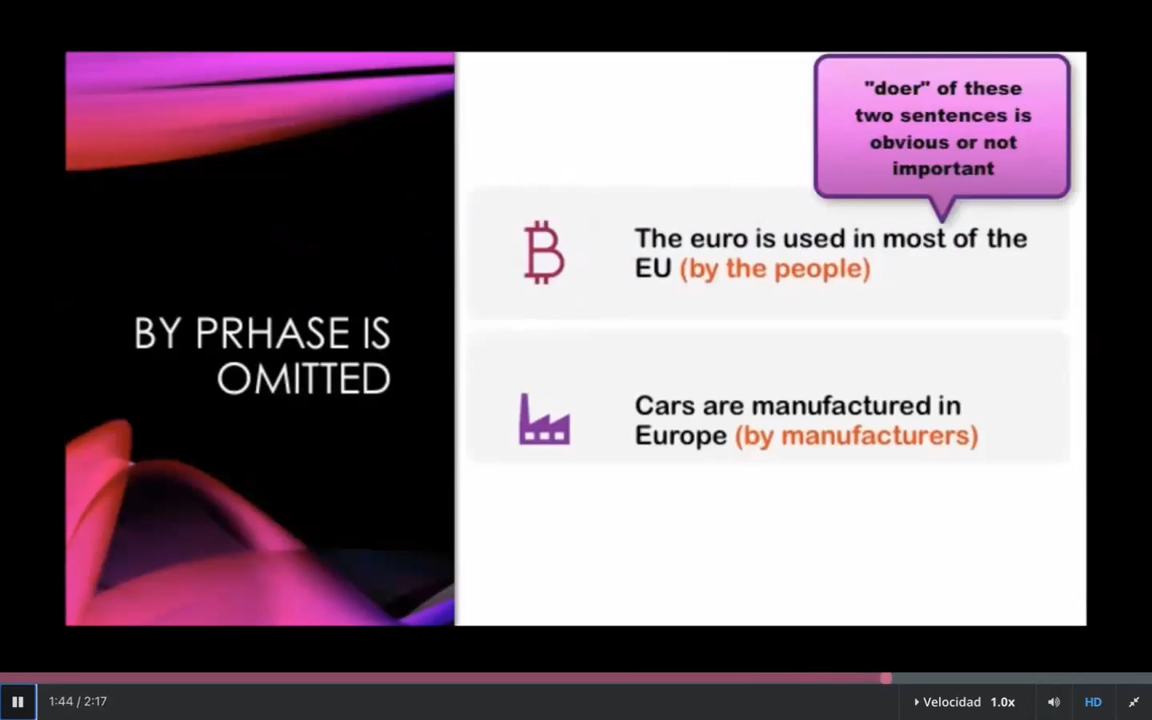 "doer" of these
two sentences is
obvious or not
important
The euro is used in most of the
EU (by the people)
BY PRHASE IS
OMITTED
Cars are manufactured in
Europe (by manufacturers)
1:44 / 2:17
Velocidad 1.0x
HD